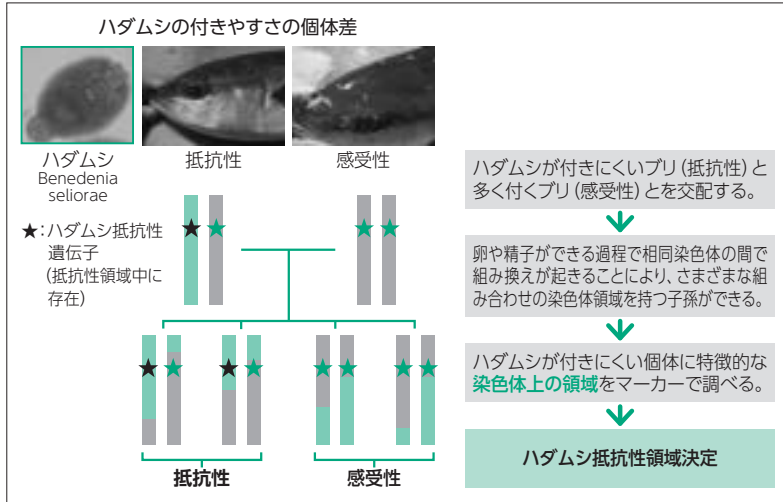 ハダムシの付きやすさの個体差
ハダムシ
Benedenia
seliorae
抵抗性
感受性
★:ハダムシ抵抗性
遺伝子
(抵抗性領域中に
存在)
抵抗性
感受性
ハダムシが付きにくいブリ(抵抗性)と
多く付くブリ(感受性)とを交配する。
卵や精子ができる過程で相同染色体の間で
組み換えが起きることにより、さまざまな組
み合わせの染色体領域を持つ子孫ができる。
ハダムシが付きにくい個体に特徴的な
染色体上の領域をマーカーで調べる。
ハダムシ抵抗性領域決定